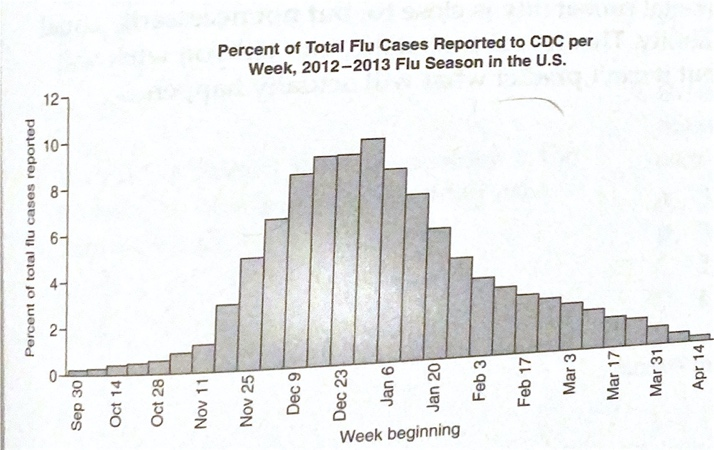 Percent of Total Flu Cases Reported to CDC per
Week, 2012–2013 Flu Season in the U.S.
Percent of total flu cases reported
12
10
8
6
4
2
0
Sep 30
Oct 14
Oct 28
Nov 11
Nov 25
Dec 9
Dec 23
Jan 6
Jan 20
Feb 3
Feb 17
Mar 3
Mar 17
Mar 31
Apr 14
Week beginning